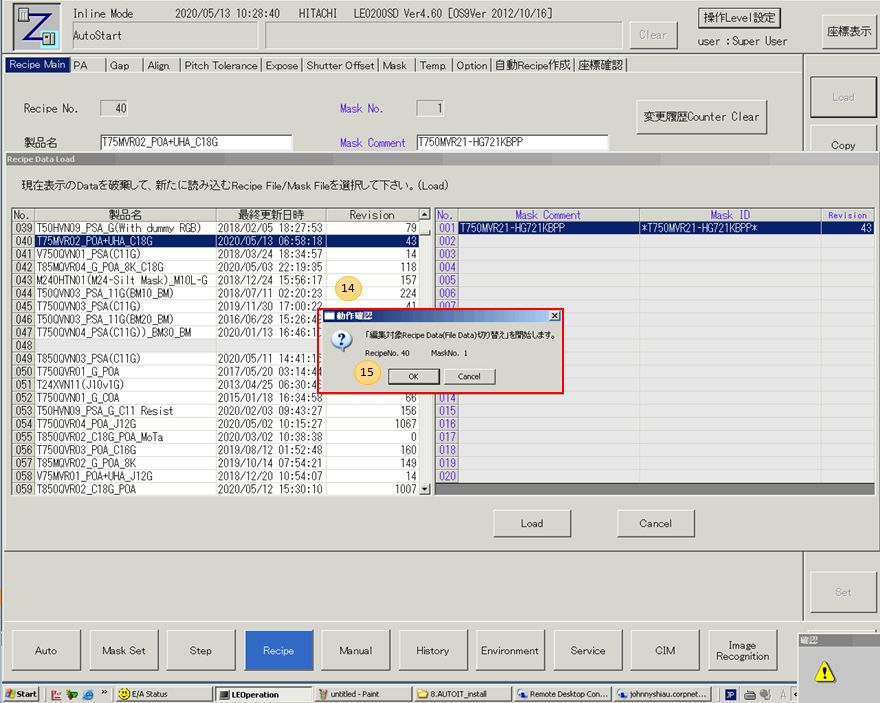 Inline Mode 2020/05/13 10:28:40 HITACHI LE0200SD Ver4.60 [OS9Ver 2012/10/16]
操作Level設定
座標表示
AutoStart
Clear
user :Super User
Recipe Main PA Gap Align Pitch Tolerance Expose Shutter Offset Mask Temp. Option 自動Recipe作成 座標確認
Load
Recipe No. 40 Mask No. 1
変更履歴Counter Clear
製品名 T75MVR02_POA+UHA_C18G Mask Comment T750MVR21-HG721KBPP
Copy
Recipe Data Load
現在表示のDataを破棄して、新たに読み込むRecipe File/Mask Fileを選択して下さい。(Load)
No. 製品名 最終更新日時 Revision No. Mask Comment Mask ID Revision
039 T50HVN09_PSA_G(With dummy RGB) 2018/02/05 18:27:53 79 001 T750MVR21-HG721KBPP *T750MVR21-HG721KBPP* 43
040 T75MVR02_POA+UHA_C18G 2020/05/13 06:58:18 43 002
041 V750QVN01_PSA(C11G) 2018/03/24 18:34:57 14 003
042 T85MQVR04_G_POA_8K_C18G 2020/05/03 22:19:35 118 004
043 M240HTN01(M24-Silt Mask)_M10L-G 2018/12/24 15:56:17 157 005
044 T500QVN03_PSA_11G(BM10_BM) 2018/07/11 02:20:23 224 006
045 T750QVN03_PSA(C11G) 2019/11/30 17:00:22 41 007
046 T500QVN03_PSA_11G(BM20_BM) 2016/06/28 15:26:4
047 T750QVN04_PSA(C11G))_BM30_BM 2020/01/13 16:46:1
048
049 T850QVN03_PSA(C11G) 2020/05/11 14:41:1
050 T750QVR01_G_POA 2017/05/20 03:14:4
051 T24XVN11(J10v1G) 2013/04/25 06:30:4
052 T750QVN01_G_COA 2015/01/18 16:34:58 66 014
053 T50HVN09_PSA_G_C11 Resist 2020/02/03 09:43:27 156 015
054 T750QVR04_POA_J12G 2020/05/02 10:15:27 1067 016
055 T850QVR02_C18G_POA_MoTa 2020/03/02 10:38:38 0 017
056 T750QVR03_POA_C16G 2019/08/12 01:52:48 160 018
057 T85MQVR02_G_POA_8K 2019/10/14 07:54:21 149 019
058 V75MVR01_POA+UHA_J12G 2018/12/20 10:54:07 14 020
059 T850QVR02_C18G_POA 2020/05/12 15:30:10 1007
14
動作確認
「編集対象Recipe Data(File Data)切り替え」を開始します。
RecipeNo. 40 MaskNo. 1
15
OK Cancel
Load Cancel
Set
Auto Mask Set Step Recipe Manual History Environment Service CIM Image Recognition
確認
Start E/A Status LEOperation untitled - Paint 8.AUTOIT_install Remote Desktop Con... johnnyshiau.corpnet... JP A